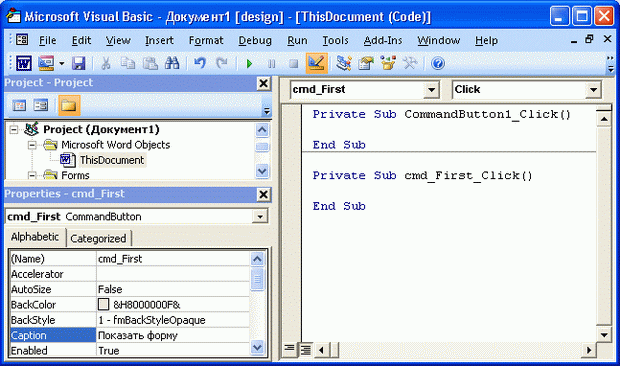 Microsoft Visual Basic - Документ1 [design] - [ThisDocument (Code)]
File Edit View Insert Format Debug Run Tools Add-Ins Window Help
Project - Project
Project (Документ1)
Microsoft Word Objects
ThisDocument
Forms
Properties - cmd_First
cmd_First CommandButton
Alphabetic Categorized
(Name) cmd_First
Accelerator
AutoSize False
BackColor &H8000000F&
BackStyle 1 - fmBackStyleOpaque
Caption Показать форму
Enabled True
cmd_First Click
Private Sub CommandButton1_Click()
End Sub
Private Sub cmd_First_Click()
End Sub